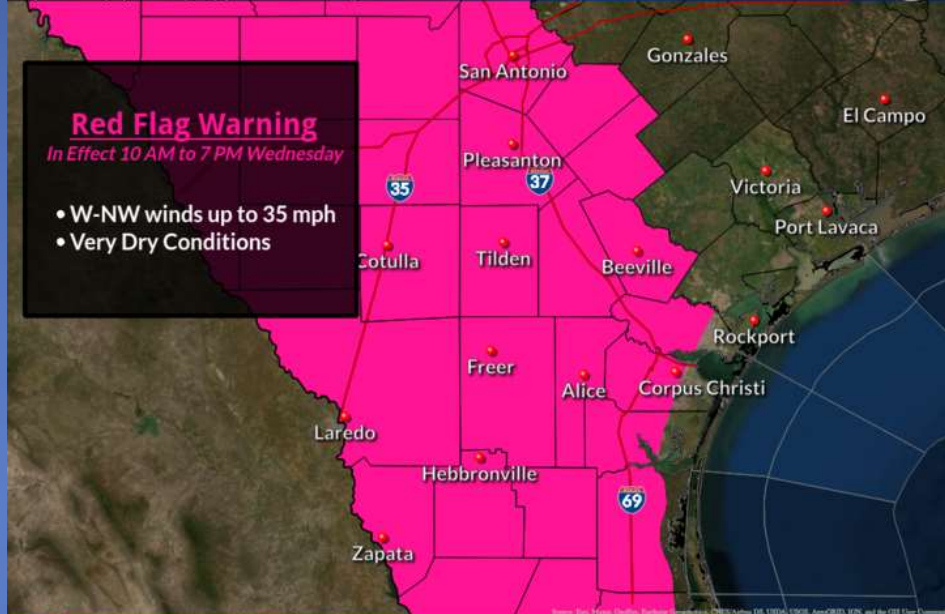 San Antonio
Gonzales
El Campo
Red Flag Warning
In Effect 10 AM to 7 PM Wednesday
• W-NW winds up to 35 mph
• Very Dry Conditions
Pleasanton
35
37
Victoria
Port Lavaca
Cotulla
Tilden
Beeville
Rockport
Freer
Alice
Corpus Christi
Laredo
Hebbronville
69
Zapata